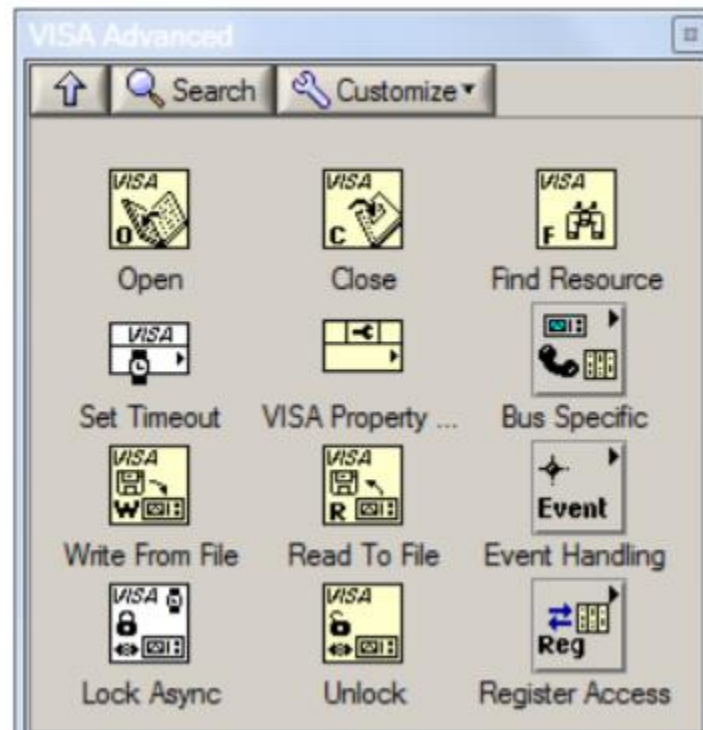 VISA Advanced
Search Customize
VISA VISA VISA
O C F
Open Close Find Resource
VISA
Set Timeout VISA Property ... Bus Specific
VISA VISA
W R Event
Write From File Read To File Event Handling
VISA VISA
Reg
Lock Async Unlock Register Access